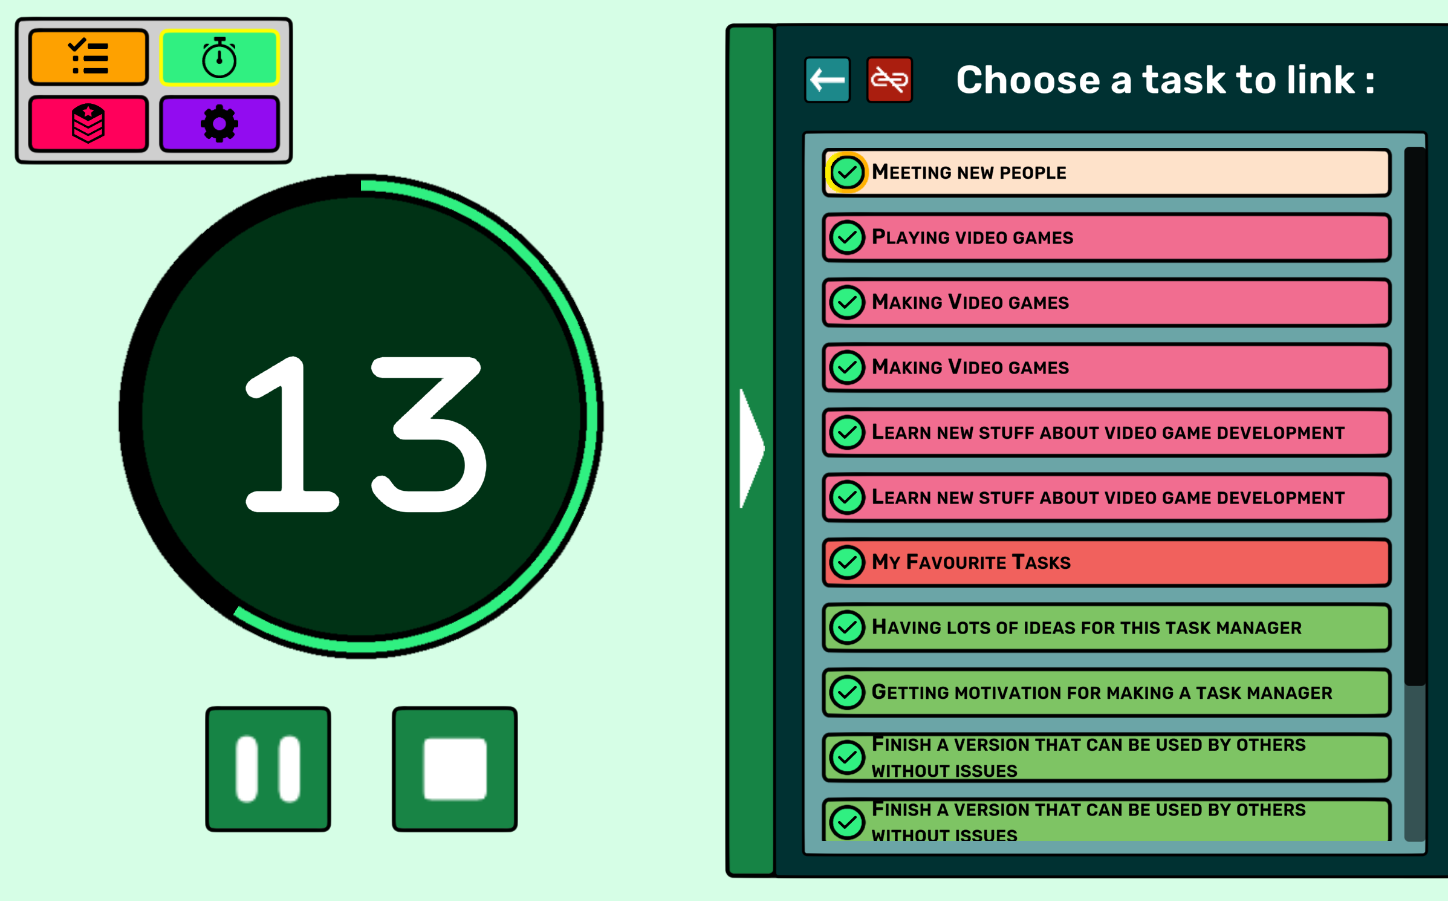 Choose a task to link :
13
Meeting new people
Playing video games
Making Video games
Making Video games
Learn new stuff about video game development
Learn new stuff about video game development
My Favourite Tasks
Having lots of ideas for this task manager
Getting motivation for making a task manager
Finish a version that can be used by others
without issues
Finish a version that can be used by others
without issues